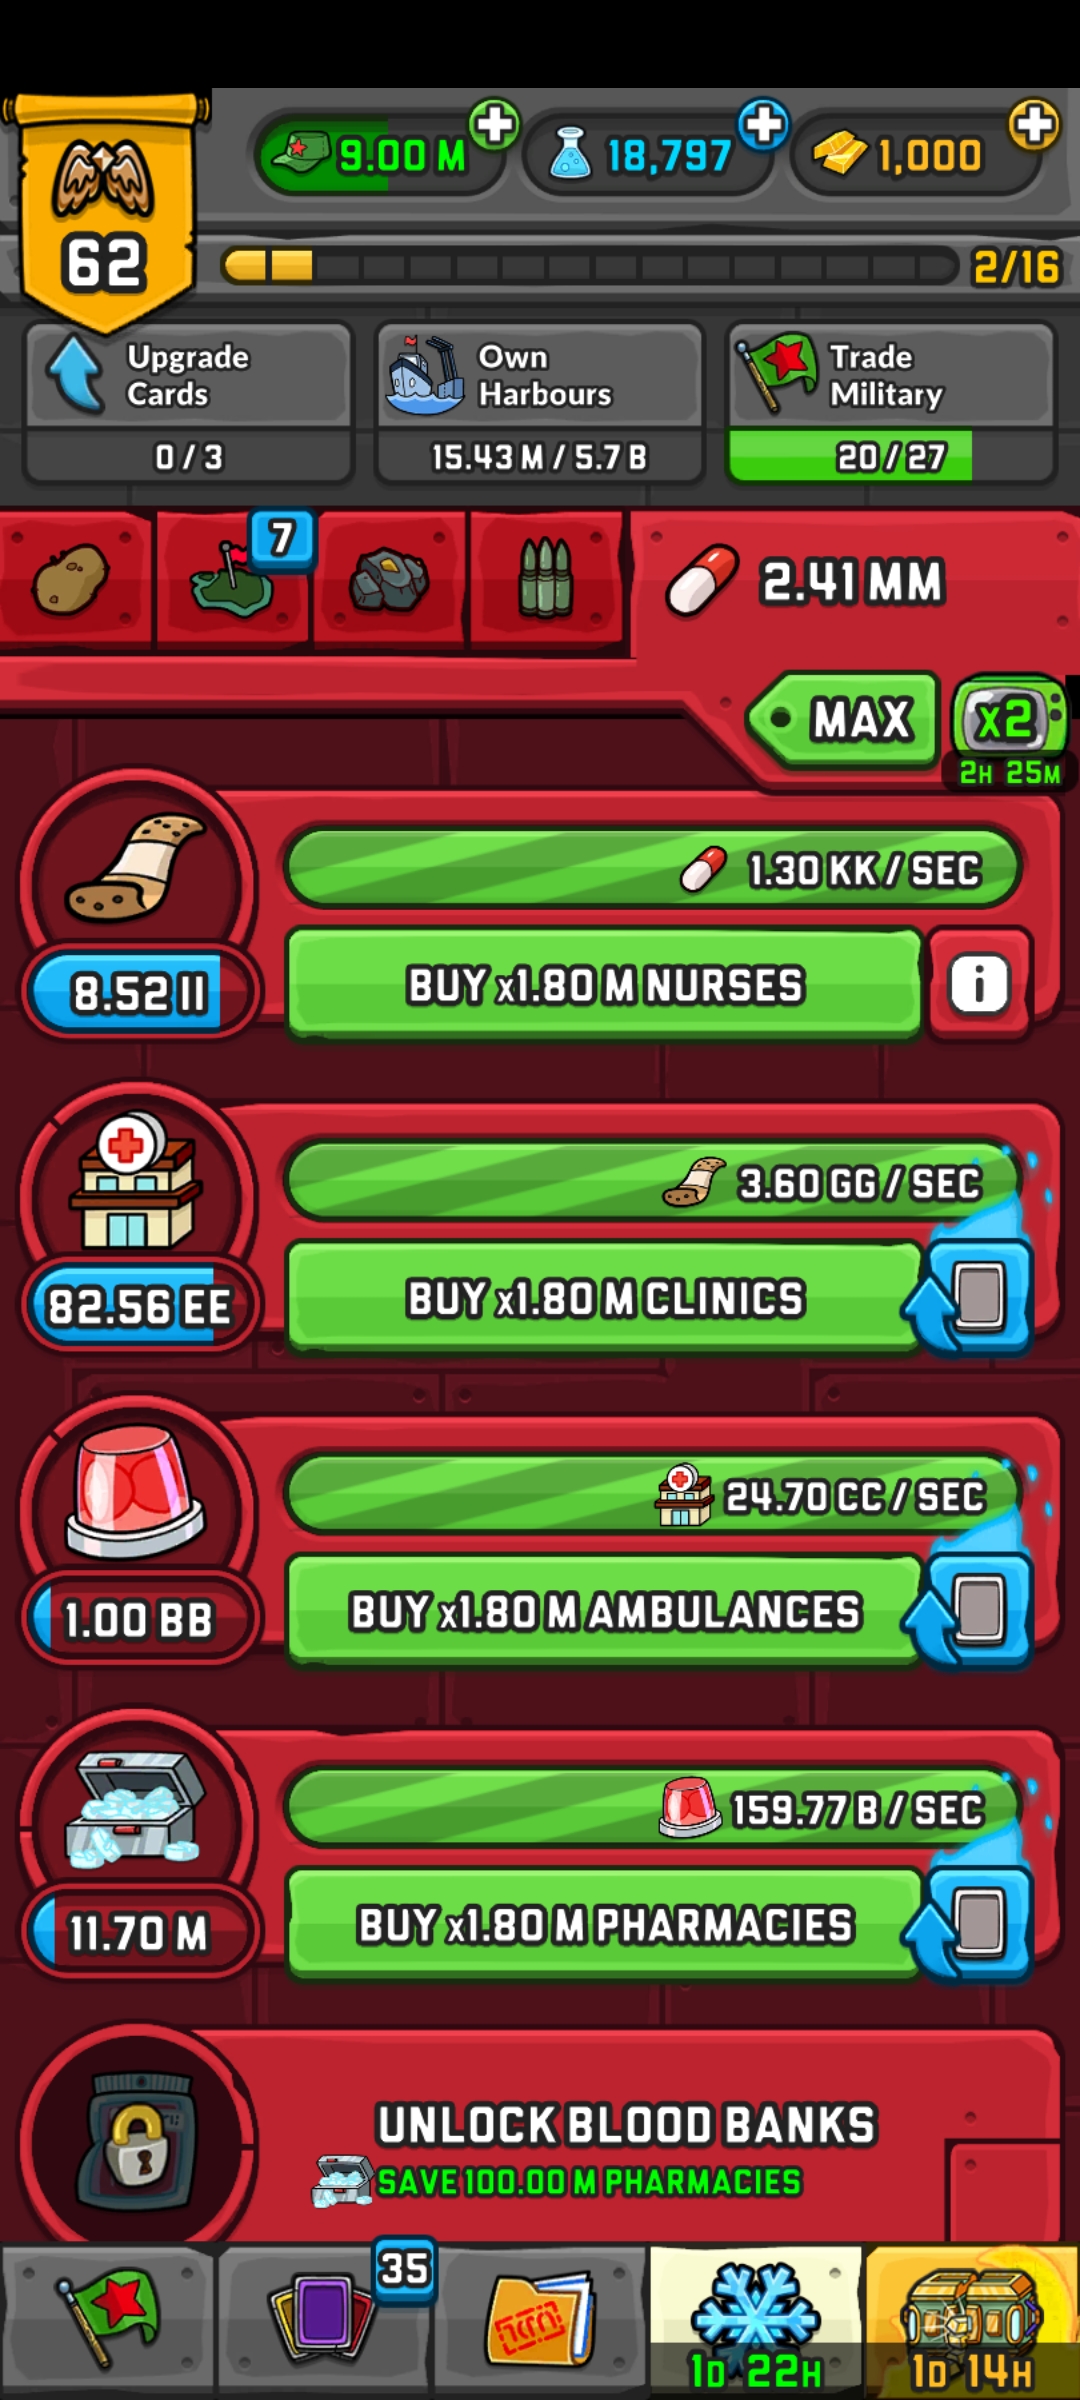 62
9.00 M
18,797
1,000
2/16
Upgrade
Cards
0 / 3
Own
Harbours
15.43 M / 5.7 B
Trade
Military
20 / 27
7
2.41 MM
MAX
x2
2H 25M
1.30 KK / SEC
8.52 II
BUY x1.80 M NURSES
i
3.60 GG / SEC
82.56 EE
BUY x1.80 M CLINICS
24.70 CC / SEC
1.00 BB
BUY x1.80 M AMBULANCES
159.77 B / SEC
11.70 M
BUY x1.80 M PHARMACIES
UNLOCK BLOOD BANKS
SAVE 100.00 M PHARMACIES
35
1D 22H
1D 14H